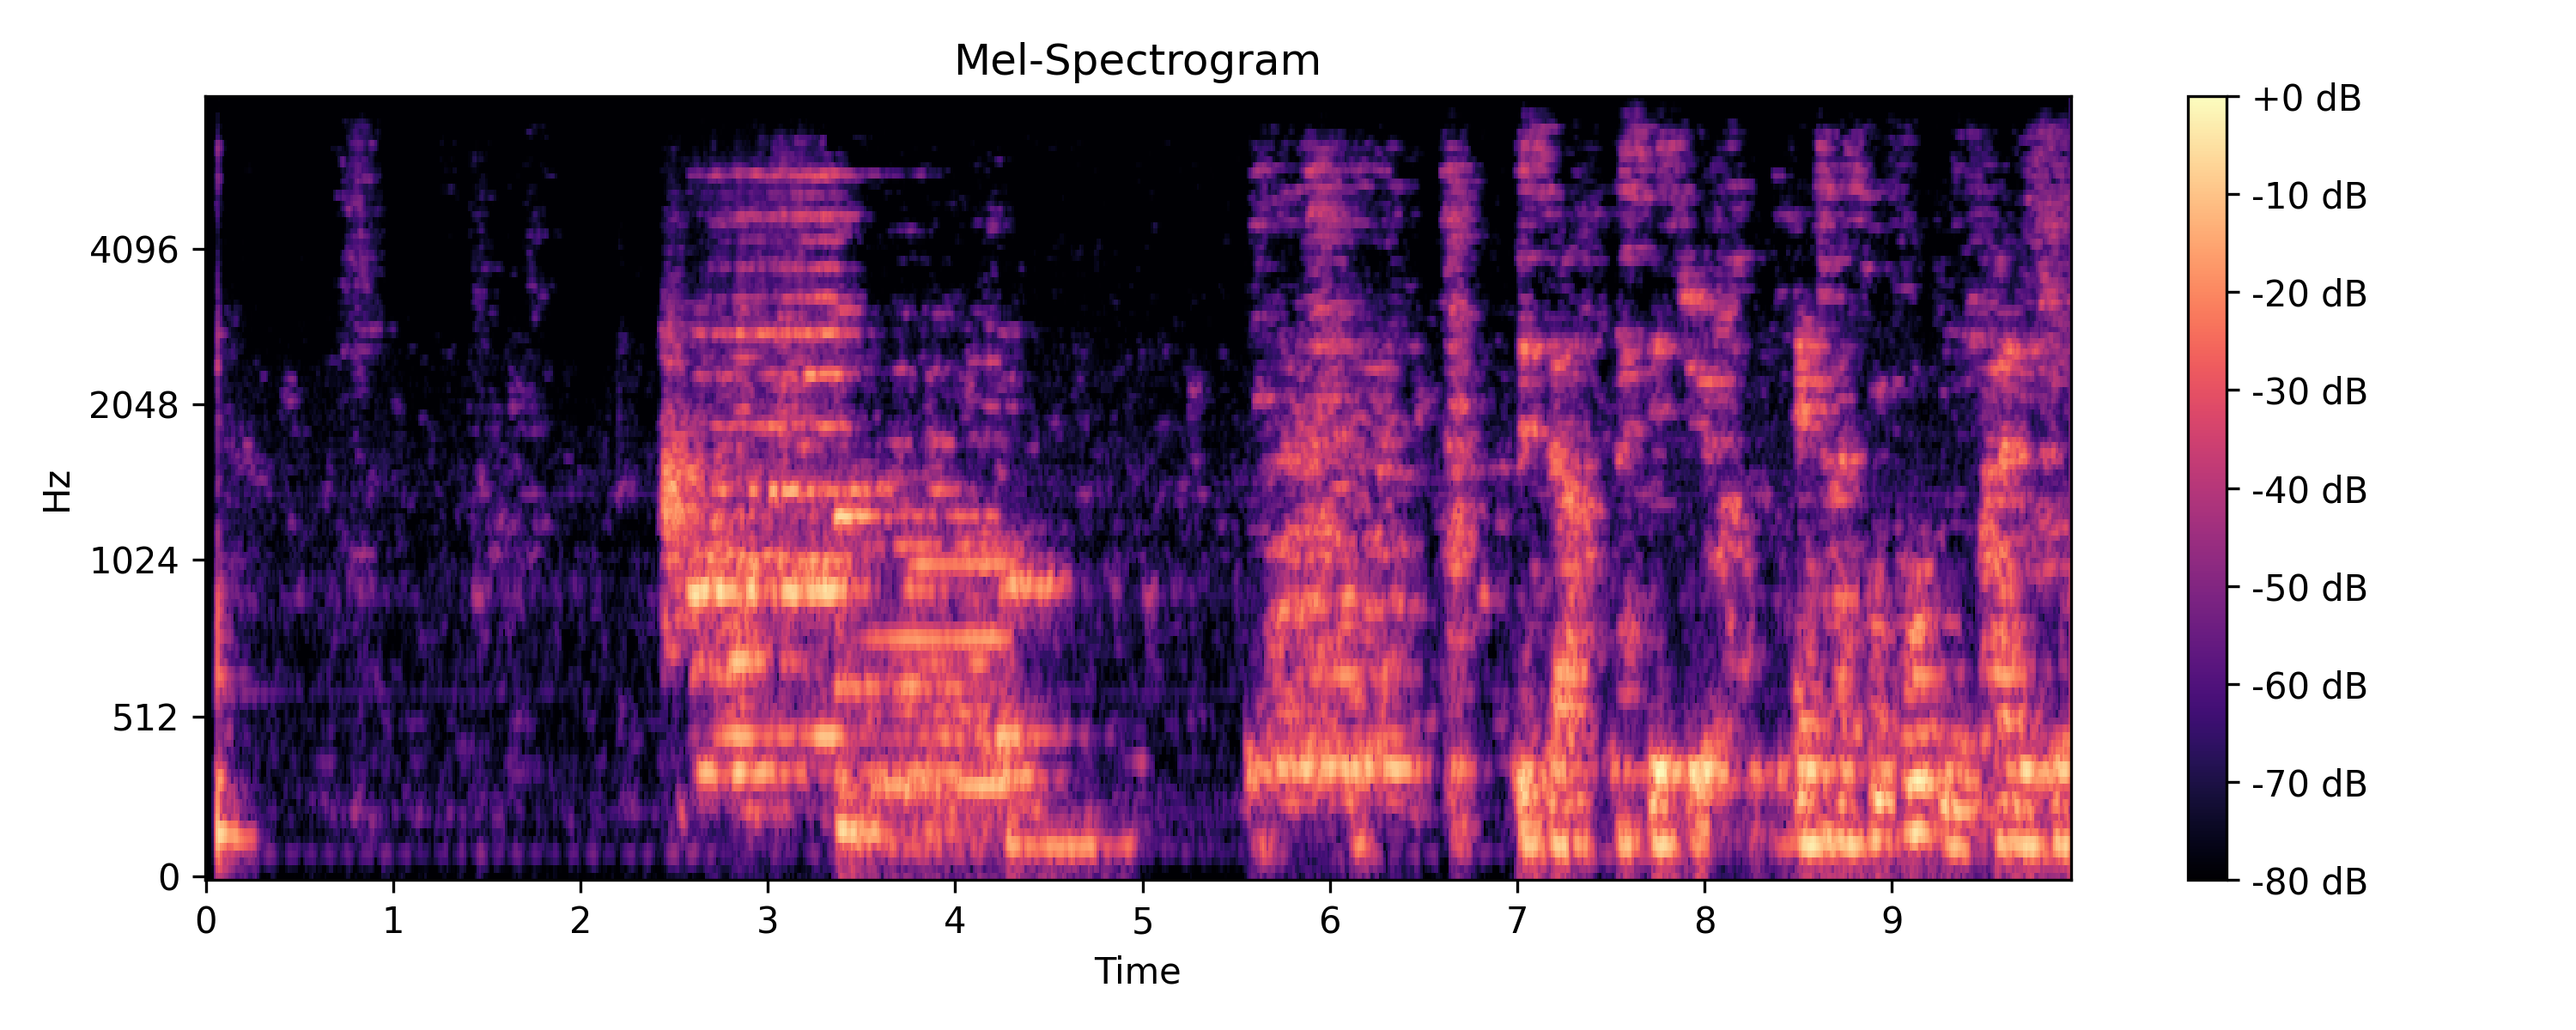 Mel-Spectrogram
+0 dB
-10 dB
-20 dB
-30 dB
-40 dB
-50 dB
-60 dB
-70 dB
-80 dB
4096
2048
1024
512
0
Hz
0 1 2 3 4 5 6 7 8 9
Time